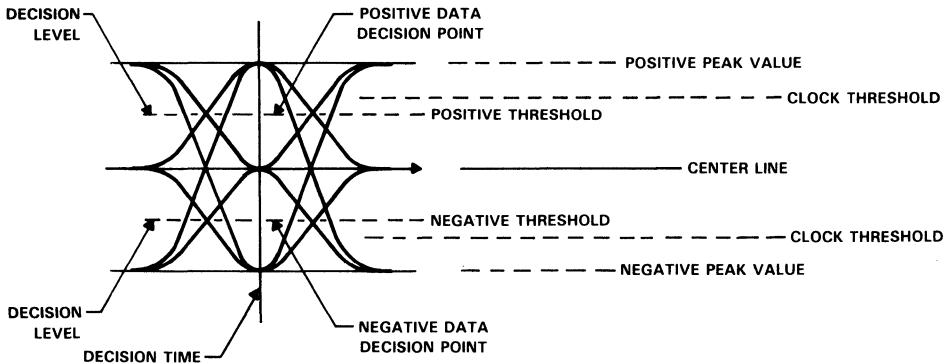 DECISION
LEVEL
POSITIVE DATA
DECISION POINT
POSITIVE PEAK VALUE
CLOCK THRESHOLD
POSITIVE THRESHOLD
CENTER LINE
NEGATIVE THRESHOLD
CLOCK THRESHOLD
NEGATIVE PEAK VALUE
DECISION
LEVEL
NEGATIVE DATA
DECISION POINT
DECISION TIME